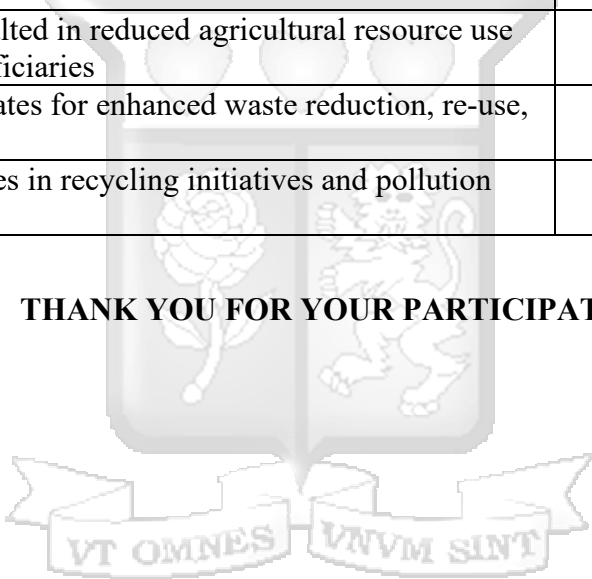 lted in reduced agricultural resource use
ficiaries
ates for enhanced waste reduction, re-use,
es in recycling initiatives and pollution
THANK YOU FOR YOUR PARTICIPAT
VT OMNES VNVM SINT